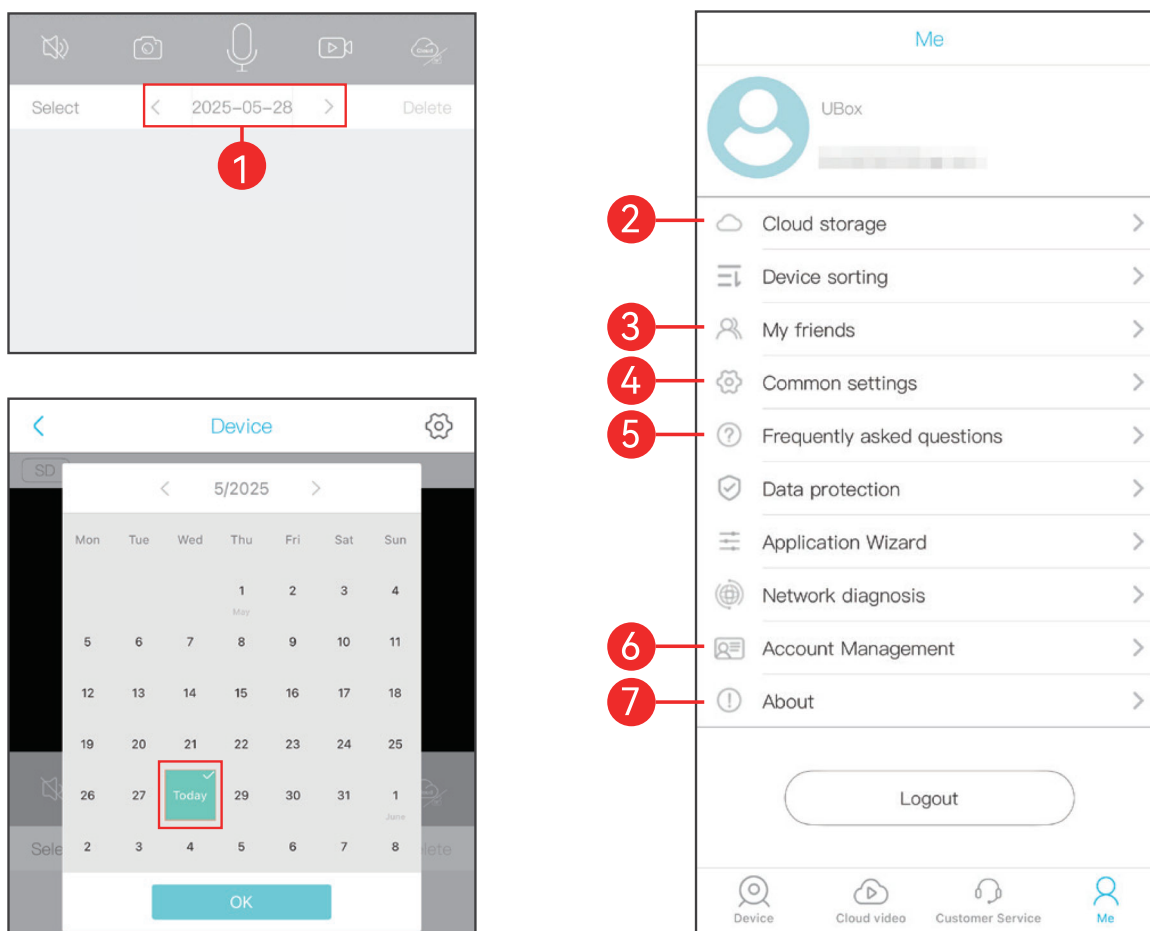 Cloud
Select
< 2025-05-28 >
Delete
1
Device
SD
< 5/2025 >
Mon Tue Wed Thu Fri Sat Sun
1 2 3 4
May
5 6 7 8 9 10 11
12 13 14 15 16 17 18
19 20 21 22 23 24 25
26 27 Today 29 30 31 1
June
Sele
2 3 4 5 6 7 8
lete
OK
Me
UBox
2 Cloud storage
Device sorting
3 My friends
4 Common settings
5 Frequently asked questions
Data protection
Application Wizard
Network diagnosis
6 Account Management
7 About
Logout
Device Cloud video Customer Service Me